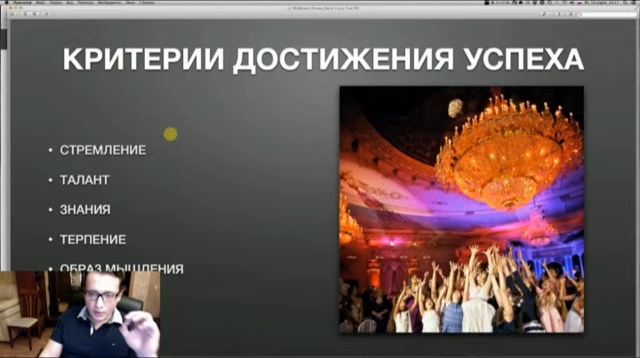 КРИТЕРИИ ДОСТИЖЕНИЯ УСПЕХА
• СТРЕМЛЕНИЕ
• ТАЛАНТ
• ЗНАНИЯ
• ТЕРПЕНИЕ
• ОБРАЗ МЫШЛЕНИЯ